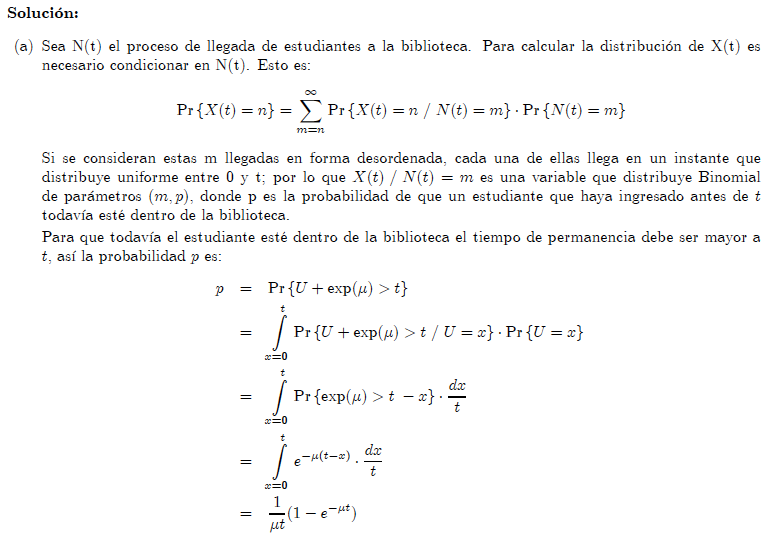 Solución:
(a) Sea N(t) el proceso de llegada de estudiantes a la biblioteca. Para calcular la distribución de X(t) es
necesario condicionar en N(t). Esto es:
Pr{X(t) = n} = ∑_{m=n}^{∞} Pr{X(t) = n / N(t) = m} · Pr{N(t) = m}
Si se consideran estas m llegadas en forma desordenada, cada una de ellas llega en un instante que
distribuye uniforme entre 0 y t; por lo que X(t) / N(t) = m es una variable que distribuye Binomial
de parámetros (m, p), donde p es la probabilidad de que un estudiante que haya ingresado antes de t
todavía esté dentro de la biblioteca.
Para que todavía el estudiante esté dentro de la biblioteca el tiempo de permanencia debe ser mayor a
t, así la probabilidad p es:
p = Pr{U + exp(μ) > t}
= ∫_{x=0}^{t} Pr{U + exp(μ) > t / U = x} · Pr{U = x}
= ∫_{x=0}^{t} Pr{exp(μ) > t − x} · dx/t
= ∫_{x=0}^{t} e^{−μ(t−x)} · dx/t
= 1/(μt) (1 − e^{−μt})